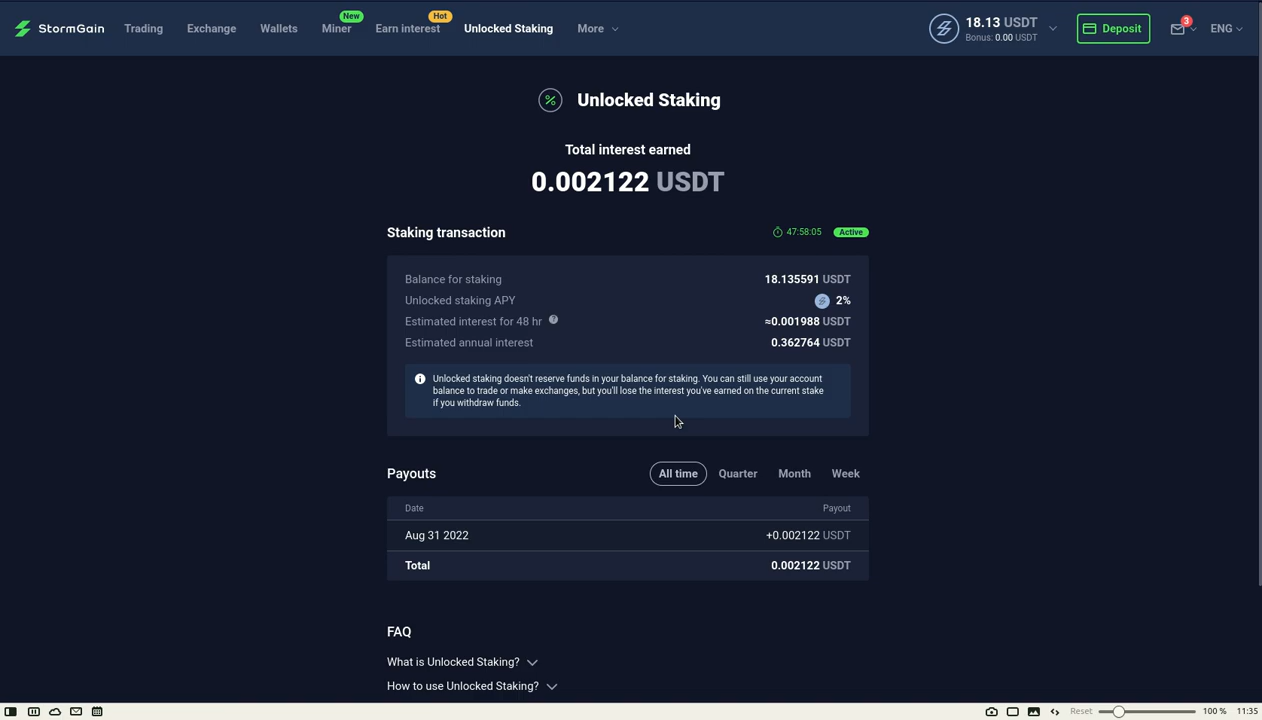 StormGain
Trading
Exchange
Wallets
Miner
New
Earn interest
Hot
Unlocked Staking
More
18.13 USDT
Bonus: 0.00 USDT
Deposit
3
ENG
Unlocked Staking
Total interest earned
0.002122 USDT
Staking transaction
47:58:05
Active
Balance for staking 18.135591 USDT
Unlocked staking APY 2%
Estimated interest for 48 hr ? ≈0.001988 USDT
Estimated annual interest 0.362764 USDT
Unlocked staking doesn't reserve funds in your balance for staking. You can still use your account
balance to trade or make exchanges, but you'll lose the interest you've earned on the current stake
if you withdraw funds.
Payouts
All time Quarter Month Week
Date Payout
Aug 31 2022 +0.002122 USDT
Total 0.002122 USDT
FAQ
What is Unlocked Staking?
How to use Unlocked Staking?
Reset 100 % 11:35